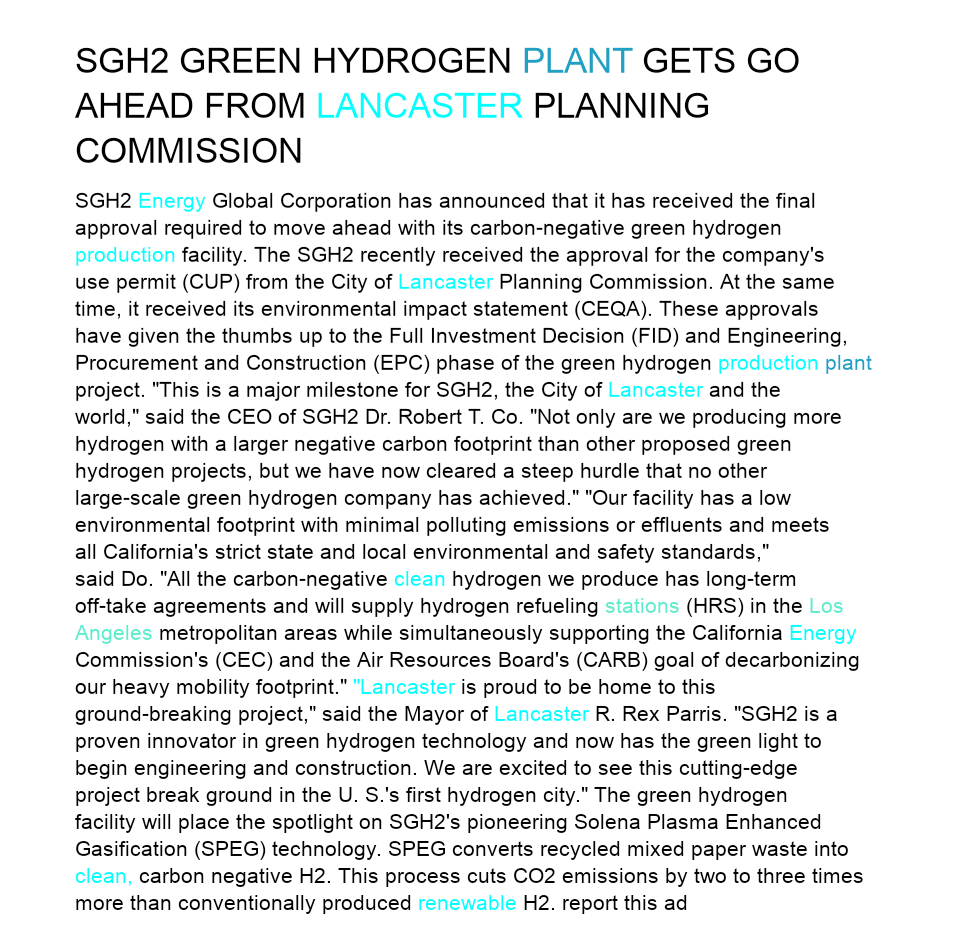 SGH2 GREEN HYDROGEN PLANT GETS GO
AHEAD FROM LANCASTER PLANNING
COMMISSION
SGH2 Energy Global Corporation has announced that it has received the final
approval required to move ahead with its carbon-negative green hydrogen
production facility. The SGH2 recently received the approval for the company's
use permit (CUP) from the City of Lancaster Planning Commission. At the same
time, it received its environmental impact statement (CEQA). These approvals
have given the thumbs up to the Full Investment Decision (FID) and Engineering,
Procurement and Construction (EPC) phase of the green hydrogen production plant
project. "This is a major milestone for SGH2, the City of Lancaster and the
world," said the CEO of SGH2 Dr. Robert T. Co. "Not only are we producing more
hydrogen with a larger negative carbon footprint than other proposed green
hydrogen projects, but we have now cleared a steep hurdle that no other
large-scale green hydrogen company has achieved." "Our facility has a low
environmental footprint with minimal polluting emissions or effluents and meets
all California's strict state and local environmental and safety standards,"
said Do. "All the carbon-negative clean hydrogen we produce has long-term
off-take agreements and will supply hydrogen refueling stations (HRS) in the Los
Angeles metropolitan areas while simultaneously supporting the California Energy
Commission's (CEC) and the Air Resources Board's (CARB) goal of decarbonizing
our heavy mobility footprint." "Lancaster is proud to be home to this
ground-breaking project," said the Mayor of Lancaster R. Rex Parris. "SGH2 is a
proven innovator in green hydrogen technology and now has the green light to
begin engineering and construction. We are excited to see this cutting-edge
project break ground in the U. S.'s first hydrogen city." The green hydrogen
facility will place the spotlight on SGH2's pioneering Solena Plasma Enhanced
Gasification (SPEG) technology. SPEG converts recycled mixed paper waste into
clean, carbon negative H2. This process cuts CO2 emissions by two to three times
more than conventionally produced renewable H2. report this ad